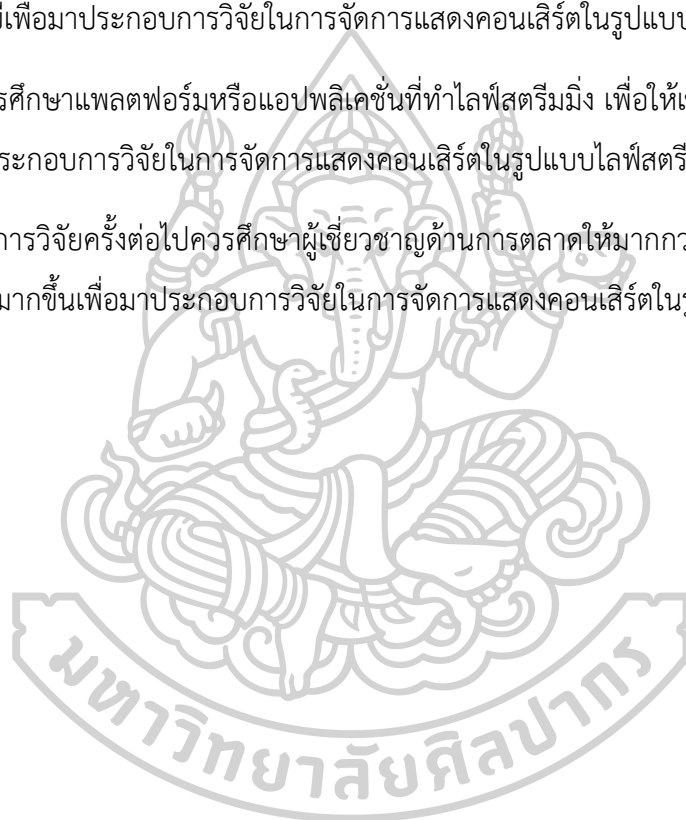 เพื่อมาประกอบการวิจัยในการจัดการแสดงคอนเสิร์ตในรูปแบบ
ศึกษาแพลตฟอร์มหรือแอปพลิเคชั่นที่ทำไลฟ์สตรีมมิ่ง เพื่อให้
ประกอบการวิจัยในการจัดการแสดงคอนเสิร์ตในรูปแบบไลฟ์สตรี
การวิจัยครั้งต่อไปควรศึกษาผู้เชี่ยวชาญด้านการตลาดให้มากกว
มากขึ้นเพื่อมาประกอบการวิจัยในการจัดการแสดงคอนเสิร์ตใน
มหาวิทยาลัยศิลปากร